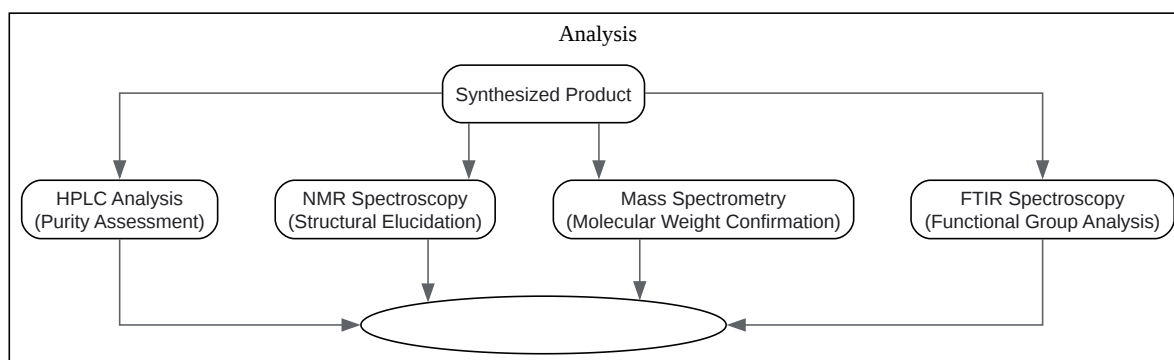 Analysis
Synthesized Product
HPLC Analysis
(Purity Assessment)
NMR Spectroscopy
(Structural Elucidation)
Mass Spectrometry
(Molecular Weight Confirmation)
FTIR Spectroscopy
(Functional Group Analysis)